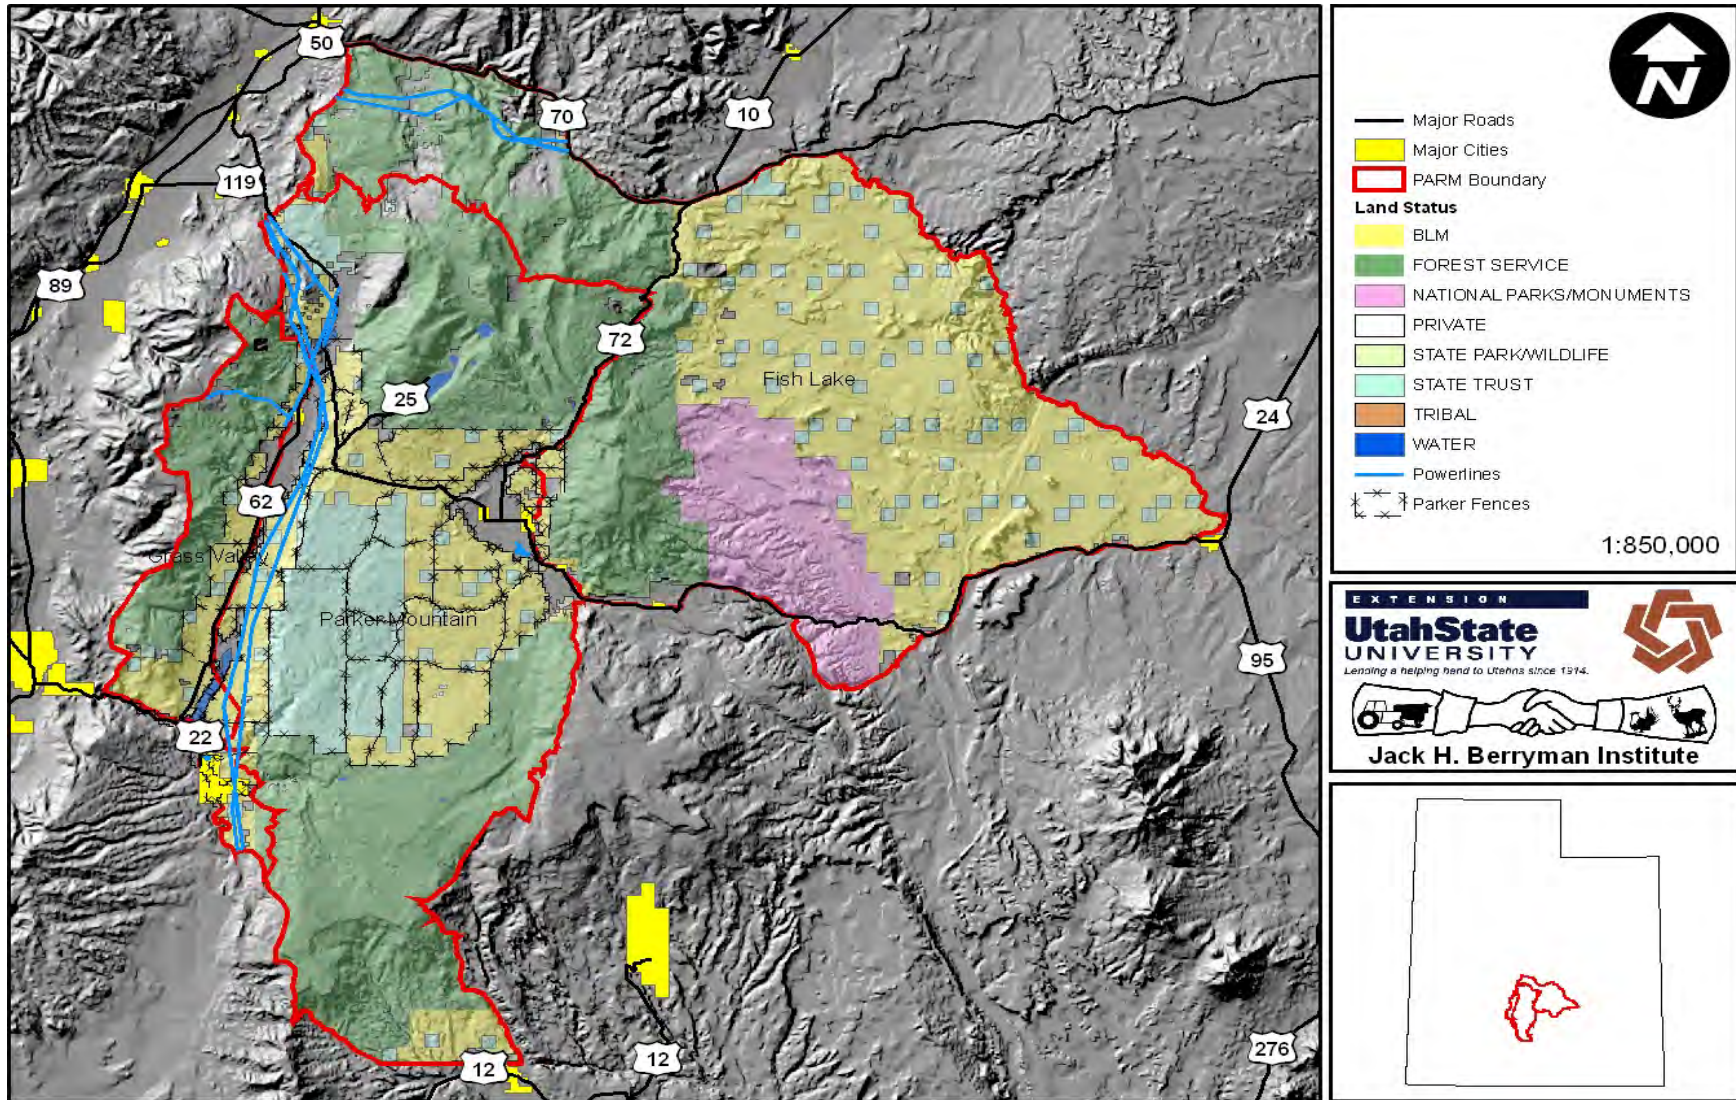 50
70
10
119
89
72
25
Fish Lake
24
62
Grass Valley
Parker Mountain
95
22
12
12
276
N
Major Roads
Major Cities
PARM Boundary
Land Status
BLM
FOREST SERVICE
NATIONAL PARKS/MONUMENTS
PRIVATE
STATE PARK/WILDLIFE
STATE TRUST
TRIBAL
WATER
Powerlines
Parker Fences
1:850,000
EXTENSION
UtahState
UNIVERSITY
Lending a helping hand to Utahns since 1914.
Jack H. Berryman Institute